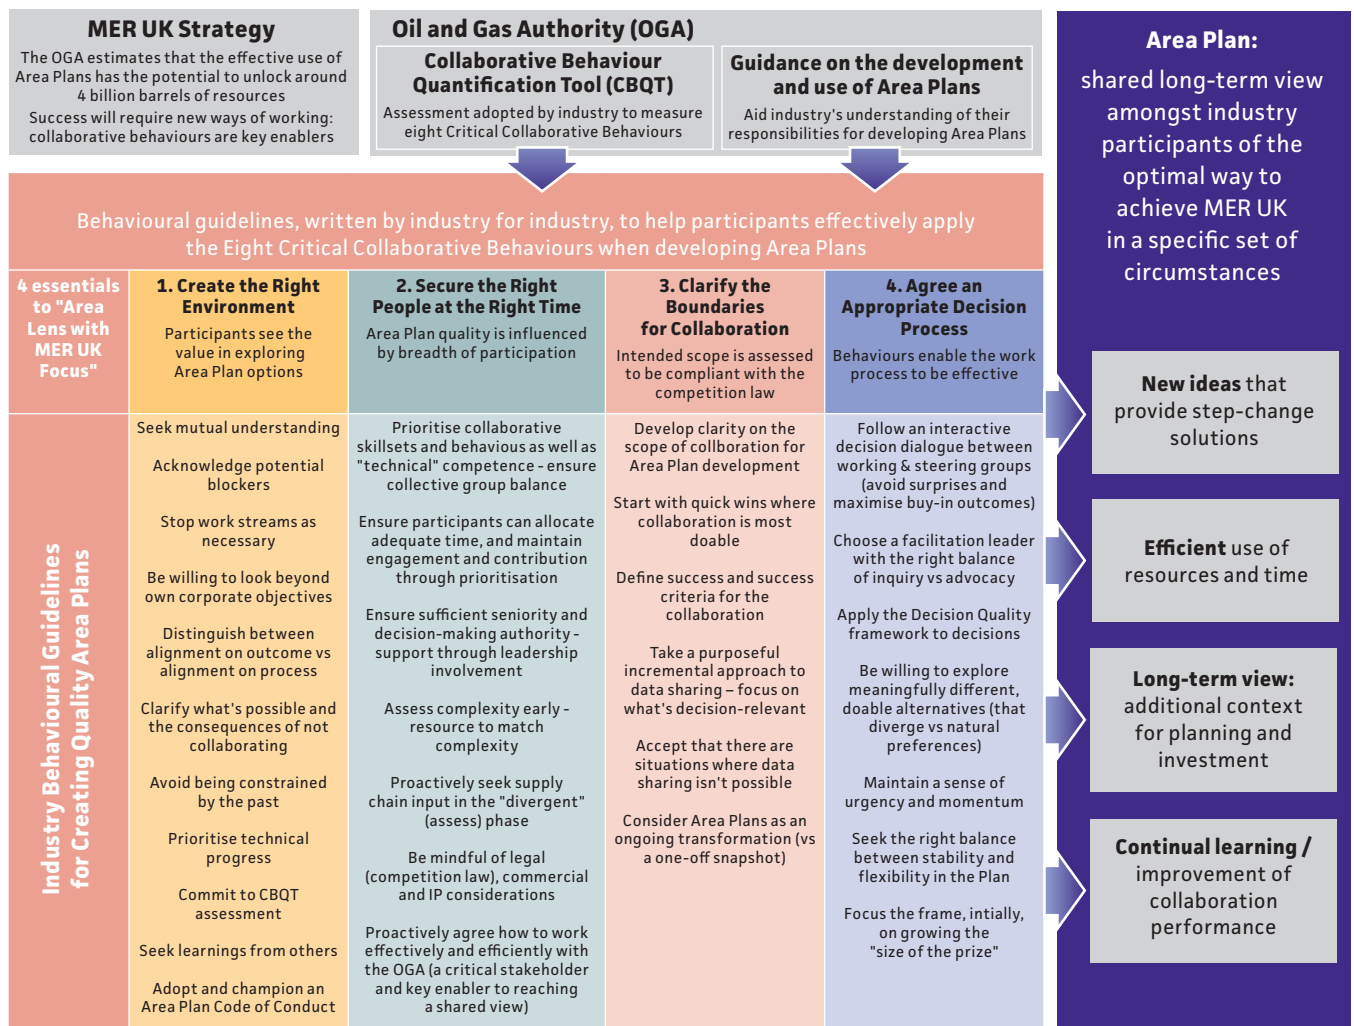 MER UK Strategy
The OGA estimates that the effective use of
Area Plans has the potential to unlock around
4 billion barrels of resources
Success will require new ways of working:
collaborative behaviours are key enablers
Oil and Gas Authority (OGA)
Collaborative Behaviour
Quantification Tool (CBQT)
Assessment adopted by industry to measure
eight Critical Collaborative Behaviours
Guidance on the development
and use of Area Plans
Aid industry's understanding of their
responsibilities for developing Area Plans
Area Plan:
shared long-term view
amongst industry
participants of the
optimal way to
achieve MER UK
in a specific set of
circumstances
Behavioural guidelines, written by industry for industry, to help participants effectively apply
the Eight Critical Collaborative Behaviours when developing Area Plans
4 essentials
to "Area
Lens with
MER UK
Focus"
1. Create the Right
Environment
Participants see the
value in exploring
Area Plan options
2. Secure the Right
People at the Right Time
Area Plan quality is influenced
by breadth of participation
3. Clarify the
Boundaries
for Collaboration
Intended scope is assessed
to be compliant with the
competition law
4. Agree an
Appropriate Decision
Process
Behaviours enable the work
process to be effective
Industry Behavioural Guidelines
for Creating Quality Area Plans
Seek mutual understanding
Acknowledge potential
blockers
Stop work streams as
necessary
Be willing to look beyond
own corporate objectives
Distinguish between
alignment on outcome vs
alignment on process
Clarify what's possible and
the consequences of not
collaborating
Avoid being constrained
by the past
Prioritise technical
progress
Commit to CBQT
assessment
Seek learnings from others
Adopt and champion an
Area Plan Code of Conduct
Prioritise collaborative
skillsets and behavious as well as
"technical" competence - ensure
collective group balance
Ensure participants can allocate
adequate time, and maintain
engagement and contribution
through prioritisation
Ensure sufficient seniority and
decision-making authority -
support through leadership
involvement
Assess complexity early -
resource to match
complexity
Proactively seek supply
chain input in the "divergent"
(assess) phase
Be mindful of legal
(competition law), commercial
and IP considerations
Proactively agree how to work
effectively and efficiently with
the OGA (a critical stakeholder
and key enabler to reaching
a shared view)
Develop clarity on the
scope of collboration for
Area Plan development
Start with quick wins where
collaboration is most
doable
Define success and success
criteria for the
collaboration
Take a purposeful
incremental approach to
data sharing – focus on
what's decision-relevant
Accept that there are
situations where data
sharing isn't possible
Consider Area Plans as an
ongoing transformation (vs
a one-off snapshot)
Follow an interactive
decision dialogue between
working & steering groups
(avoid surprises and
maximise buy-in outcomes)
Choose a facilitation leader
with the right balance
of inquiry vs advocacy
Apply the Decision Quality
framework to decisions
Be willing to explore
meaningfully different,
doable alternatives (that
diverge vs natural
preferences)
Maintain a sense of
urgency and momentum
Seek the right balance
between stability and
flexibility in the Plan
Focus the frame, intially,
on growing the
"size of the prize"
New ideas that
provide step-change
solutions
Efficient use of
resources and time
Long-term view:
additional context
for planning and
investment
Continual learning /
improvement of
collaboration
performance